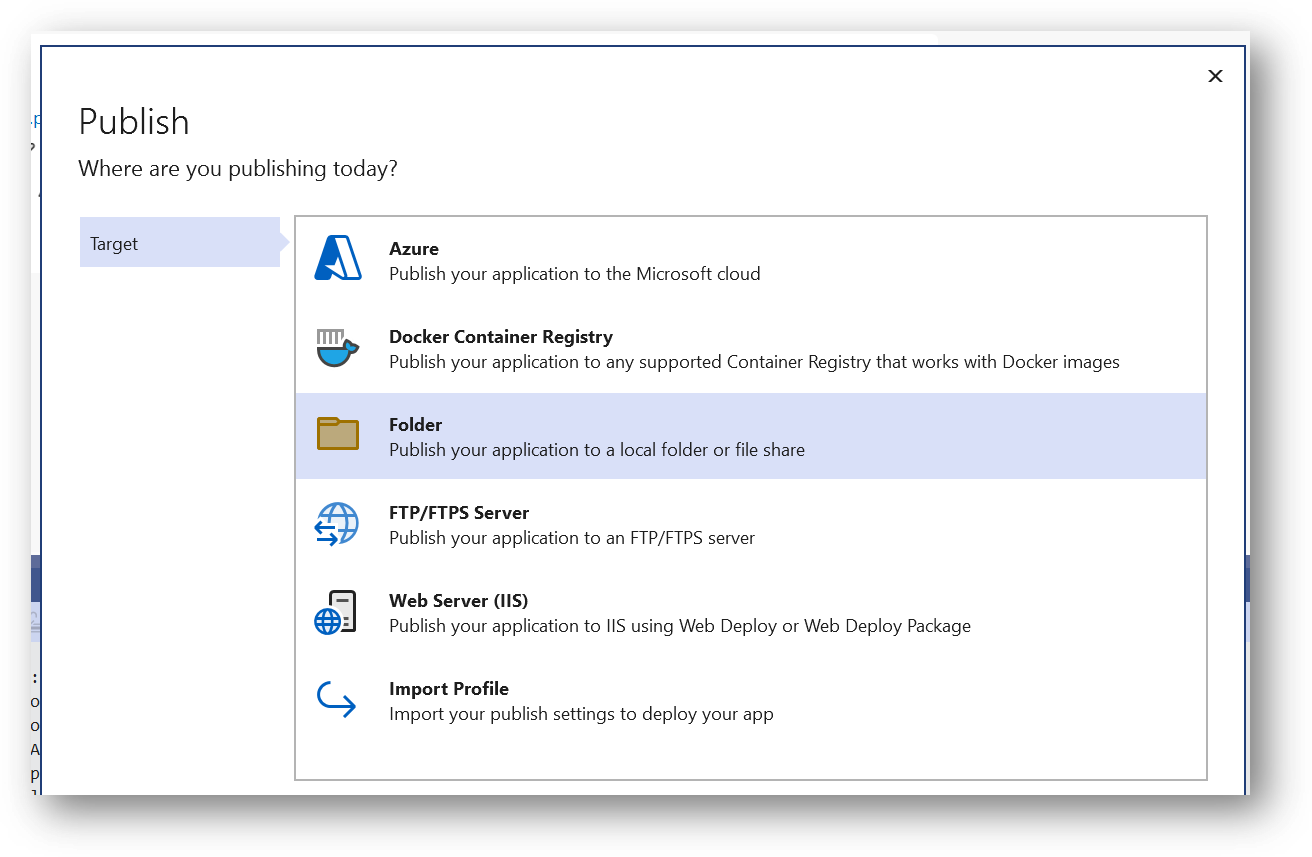 Publish
Where are you publishing today?
Target
Azure
Publish your application to the Microsoft cloud
Docker Container Registry
Publish your application to any supported Container Registry that works with Docker images
Folder
Publish your application to a local folder or file share
FTP/FTPS Server
Publish your application to an FTP/FTPS server
Web Server (IIS)
Publish your application to IIS using Web Deploy or Web Deploy Package
Import Profile
Import your publish settings to deploy your app